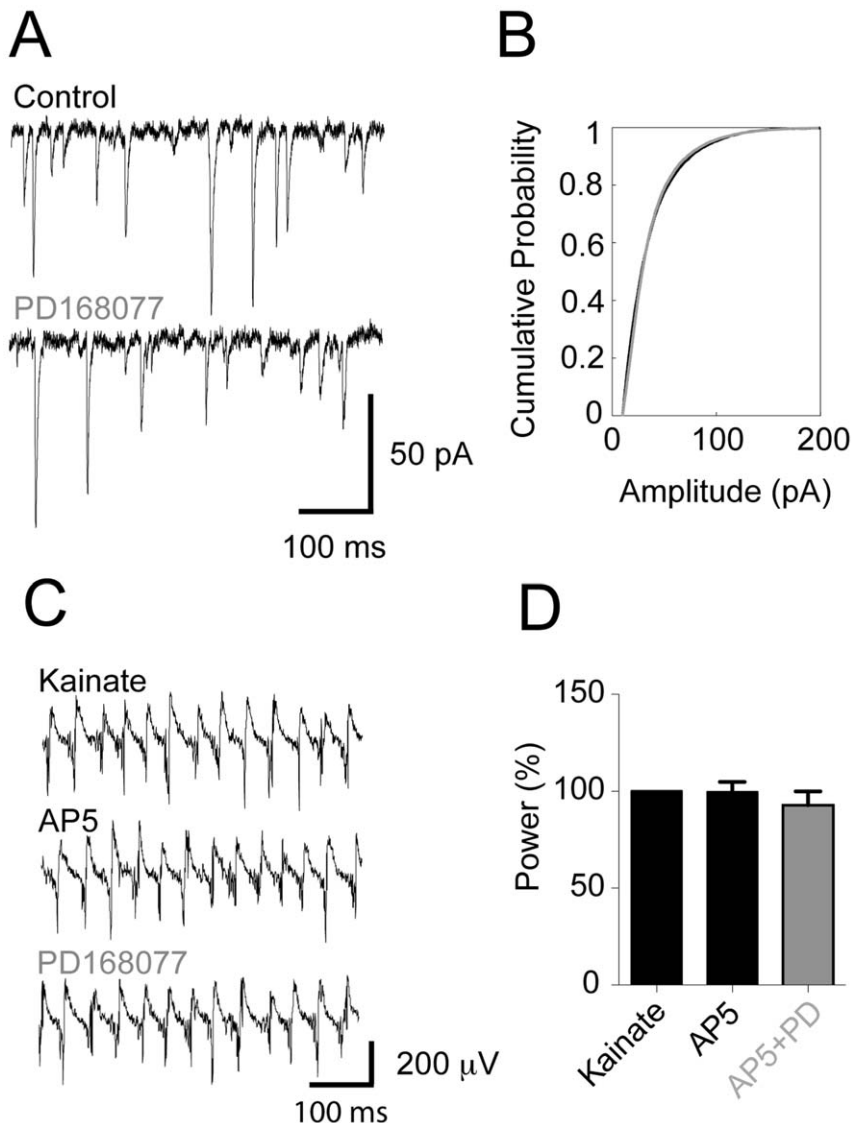 A
Control
PD168077
50 pA
100 ms
B
Cumulative Probability
1
0.8
0.6
0.4
0.2
0
0 100 200
Amplitude (pA)
C
Kainate
AP5
PD168077
200 μV
100 ms
D
Power (%)
150
100
50
0
Kainate
AP5
AP5+PD